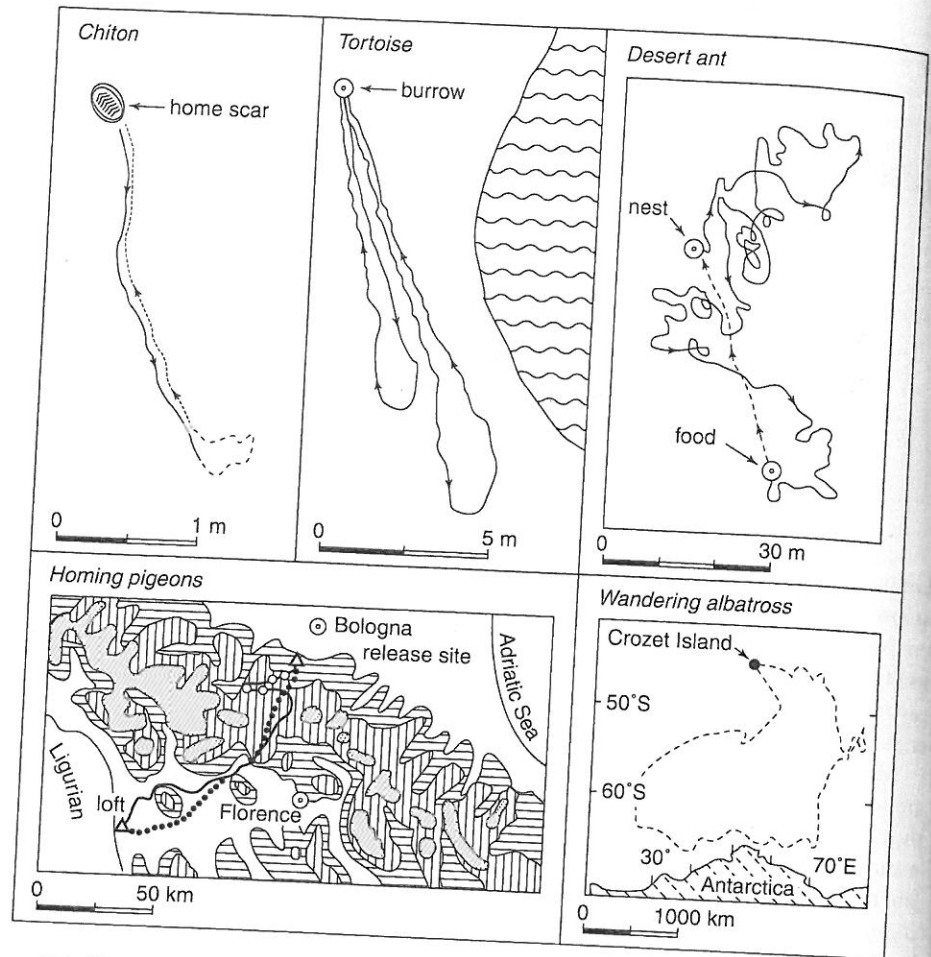 Chiton
home scar
0 1 m
Tortoise
burrow
0 5 m
Desert ant
nest
food
0 30 m
Homing pigeons
Bologna
release site
Adriatic Sea
Ligurian
loft
Florence
0 50 km
Wandering albatross
Crozet Island
50°S
60°S
30° 70°E
Antarctica
0 1000 km